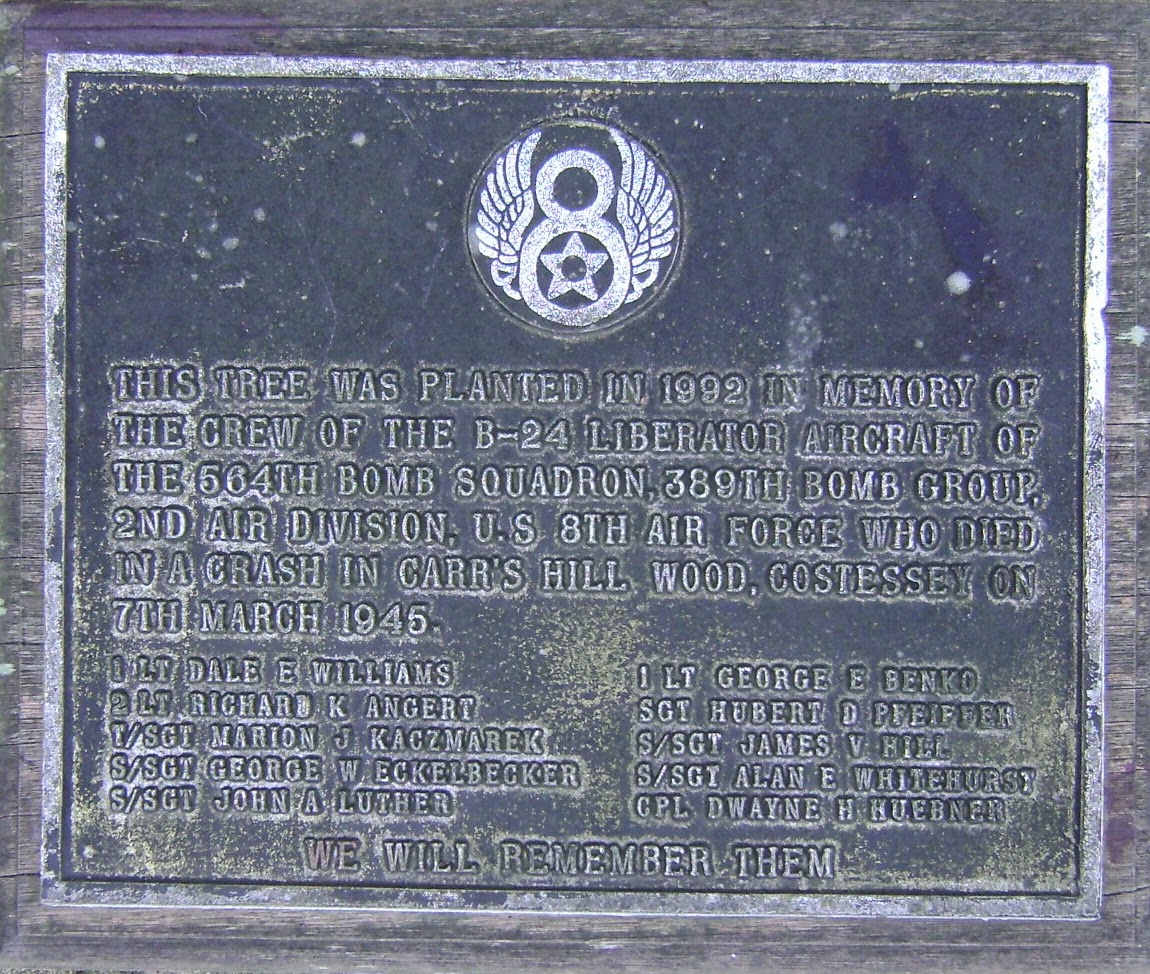 8
THIS TREE WAS PLANTED IN 1992 IN MEMORY OF
THE CREW OF THE B-24 LIBERATOR AIRCRAFT OF
THE 564TH BOMB SQUADRON, 389TH BOMB GROUP,
2ND AIR DIVISION, U.S 8TH AIR FORCE WHO DIED
IN A CRASH IN CARR'S HILL WOOD, COSTESSEY ON
7TH MARCH 1945.
1 LT DALE E WILLIAMS
2 LT RICHARD K ANGERT
T/SGT MARION J KACZMAREK
S/SGT GEORGE W ECKELBECKER
S/SGT JOHN A LUTHER
1 LT GEORGE E BENKO
SGT HUBERT D PFEIFFER
S/SGT JAMES V HILL
S/SGT ALAN E WHITEHURST
CPL DWAYNE H HUEBNER
WE WILL REMEMBER THEM